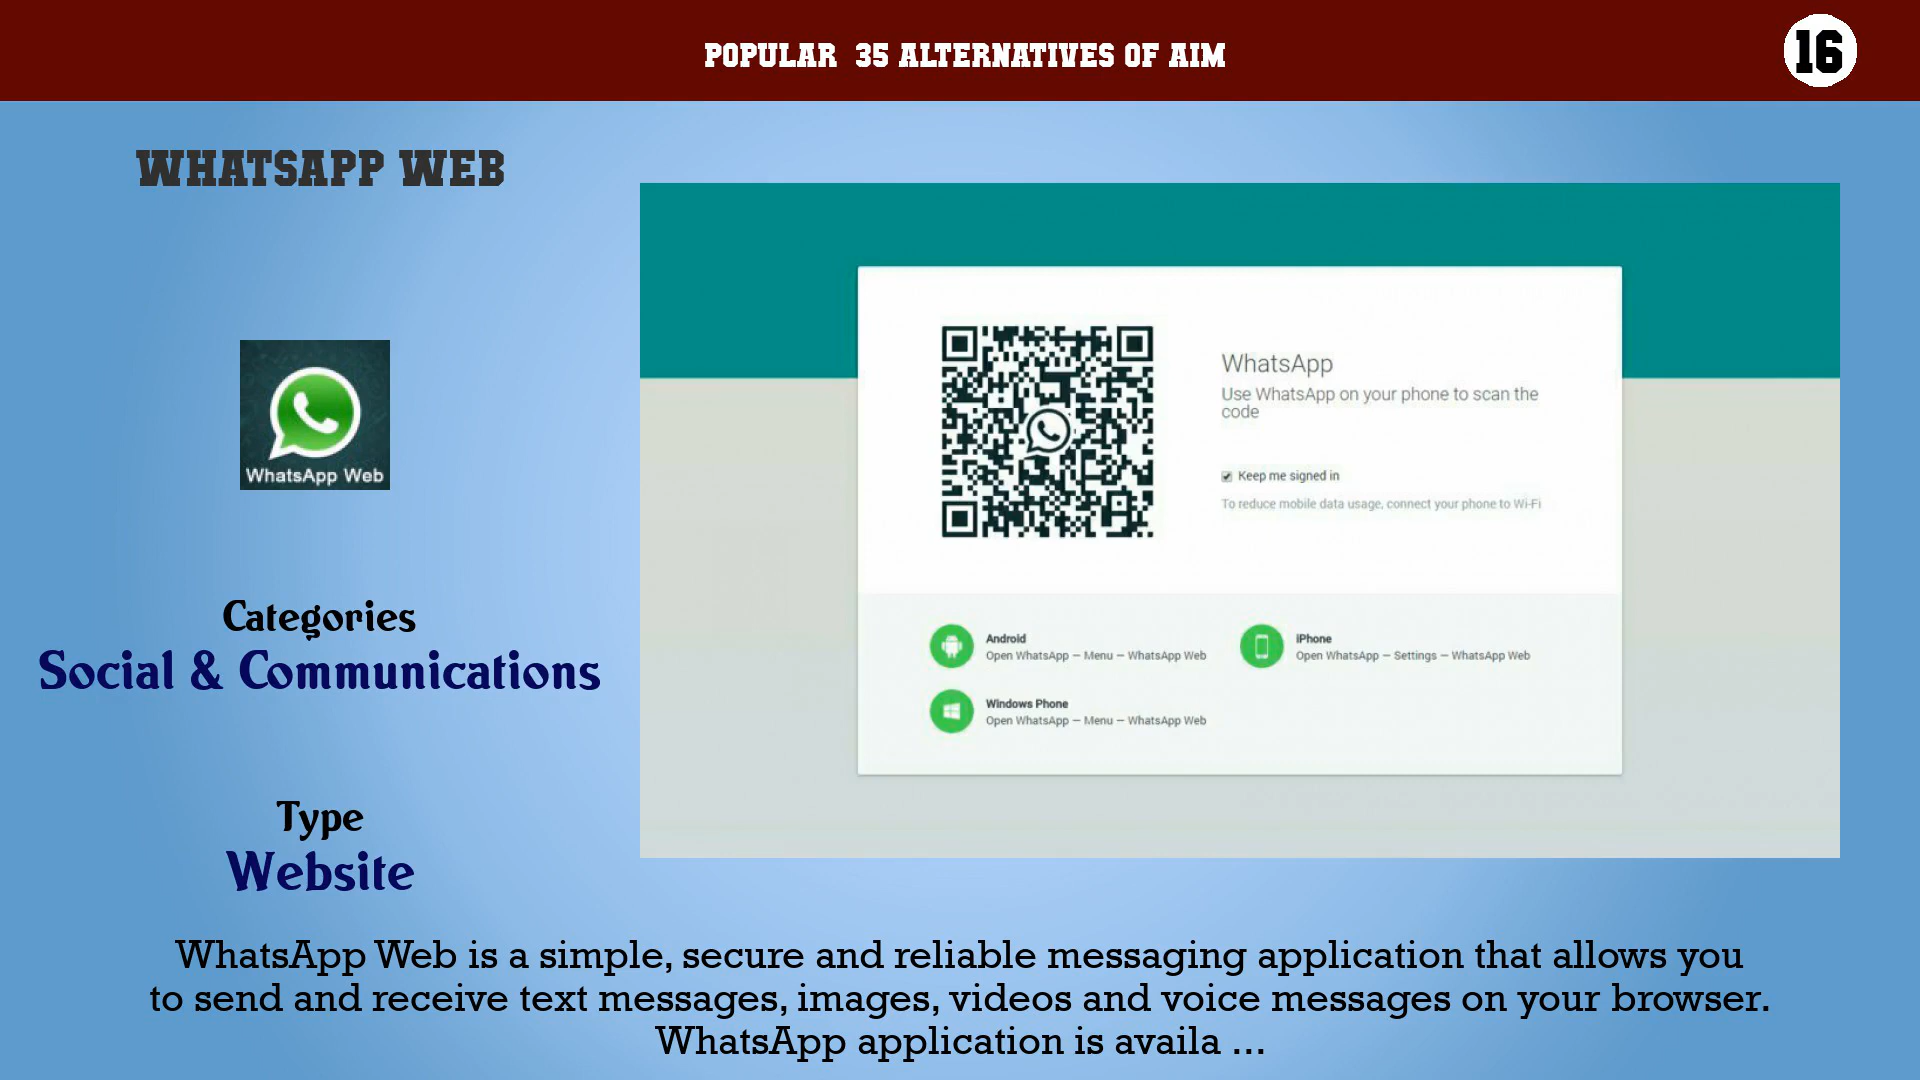 POPULAR 35 ALTERNATIVES OF AIM
16
WHATSAPP WEB
WhatsApp Web
Categories
Social & Communications
Type
Website
WhatsApp
Use WhatsApp on your phone to scan the
code
Keep me signed in
To reduce mobile data usage, connect your phone to Wi-Fi
Android
Open WhatsApp – Menu – WhatsApp Web
iPhone
Open WhatsApp – Settings – WhatsApp Web
Windows Phone
Open WhatsApp – Menu – WhatsApp Web
WhatsApp Web is a simple, secure and reliable messaging application that allows you
to send and receive text messages, images, videos and voice messages on your browser.
WhatsApp application is availa ...